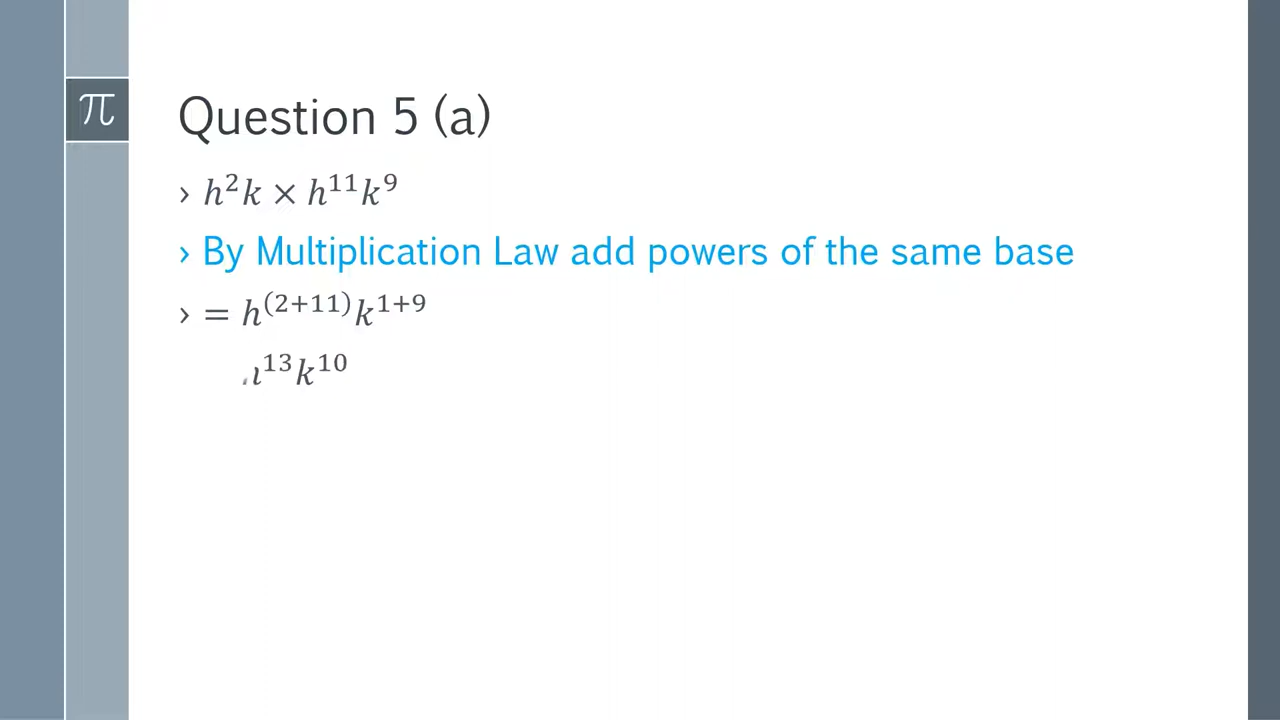 π
Question 5 (a)
› h²k × h¹¹k⁹
› By Multiplication Law add powers of the same base
› = h⁽²⁺¹¹⁾k¹⁺⁹
¹³k¹⁰